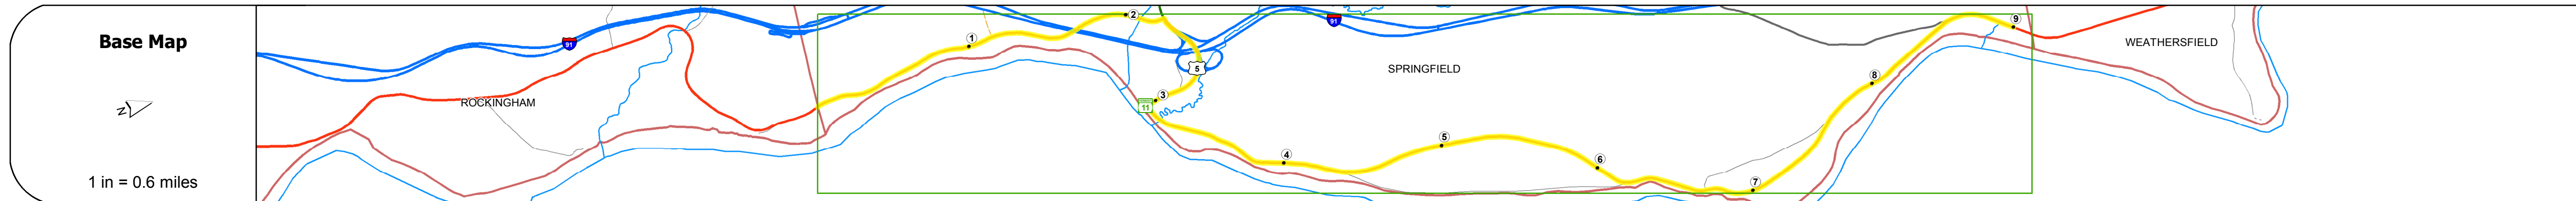 Base Map
N
1 in = 0.6 miles
91
ROCKINGHAM
1
2
5
3
11
91
SPRINGFIELD
4
5
6
7
8
9
WEATHERSFIELD